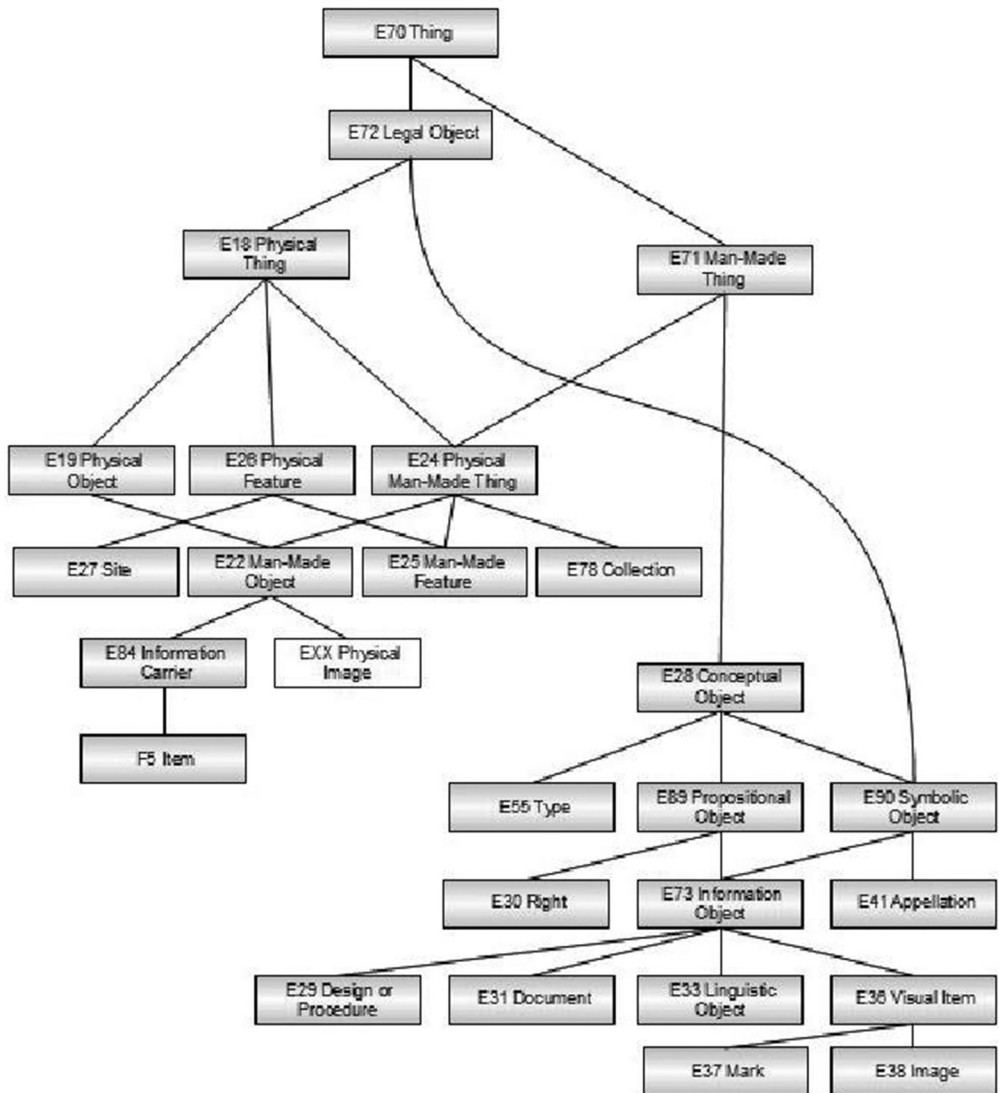 E70 Thing
E72 Legal Object
E18 Physical
Thing
E71 Man-Made
Thing
E19 Physical
Object
E26 Physical
Feature
E24 Physical
Man-Made Thing
E27 Site
E22 Man-Made
Object
E25 Man-Made
Feature
E78 Collection
E84 Information
Carrier
EXX Physical
Image
E28 Conceptual
Object
F5 Item
E55 Type
E89 Propositional
Object
E90 Symbolic
Object
E30 Right
E73 Information
Object
E41 Appellation
E29 Design or
Procedure
E31 Document
E33 Linguistic
Object
E36 Visual Item
E37 Mark
E38 Image